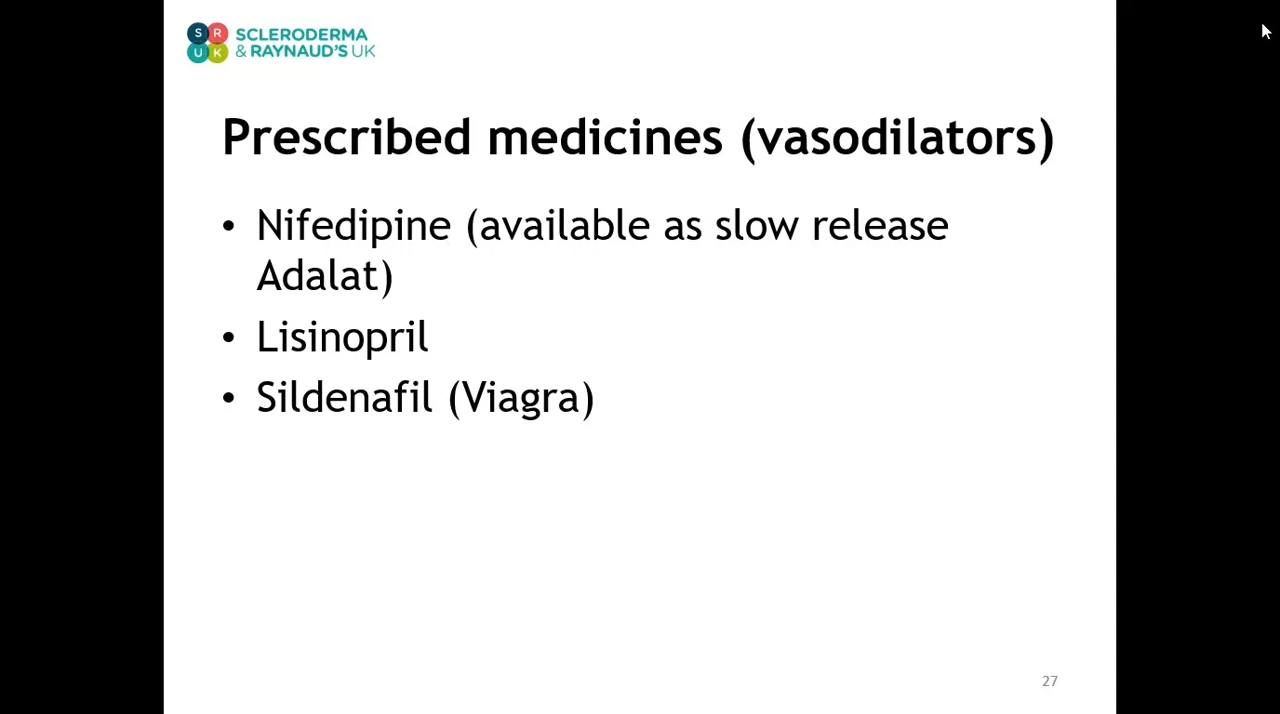 S R
U K
SCLERODERMA
& RAYNAUD'S UK
Prescribed medicines (vasodilators)
• Nifedipine (available as slow release
Adalat)
• Lisinopril
• Sildenafil (Viagra)
27